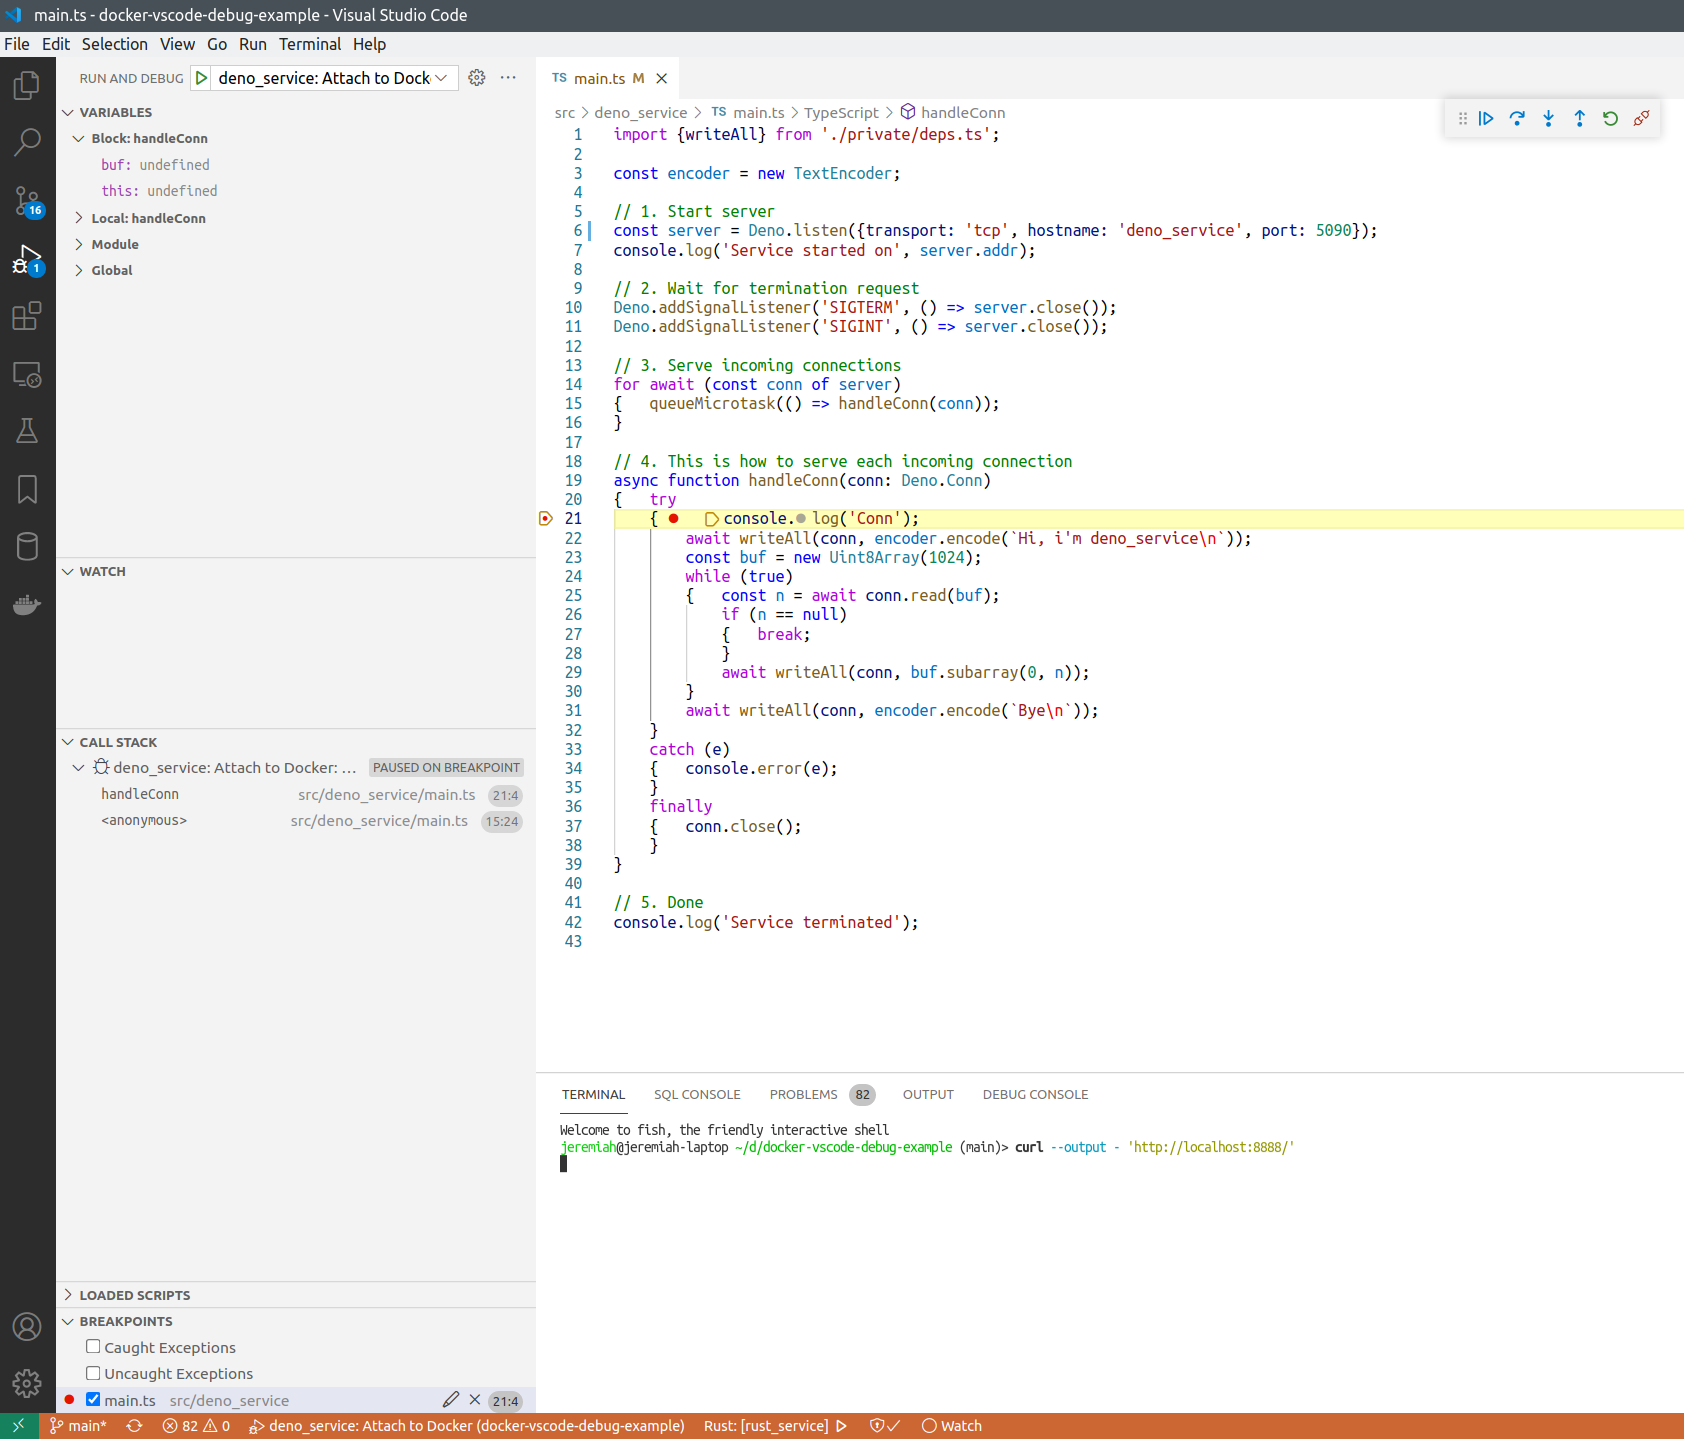 main.ts - docker-vscode-debug-example - Visual Studio Code
File Edit Selection View Go Run Terminal Help
RUN AND DEBUG deno_service: Attach to Dock
VARIABLES
Block: handleConn
buf: undefined
this: undefined
Local: handleConn
Module
Global
WATCH
CALL STACK
deno_service: Attach to Docker: ... PAUSED ON BREAKPOINT
handleConn src/deno_service/main.ts 21:4
<anonymous> src/deno_service/main.ts 15:24
LOADED SCRIPTS
BREAKPOINTS
Caught Exceptions
Uncaught Exceptions
main.ts src/deno_service 21:4
16
1
TS main.ts M
src > deno_service > TS main.ts > TypeScript > handleConn
1 import {writeAll} from './private/deps.ts';
2
3 const encoder = new TextEncoder;
4
5 // 1. Start server
6 const server = Deno.listen({transport: 'tcp', hostname: 'deno_service', port: 5090});
7 console.log('Service started on', server.addr);
8
9 // 2. Wait for termination request
10 Deno.addSignalListener('SIGTERM', () => server.close());
11 Deno.addSignalListener('SIGINT', () => server.close());
12
13 // 3. Serve incoming connections
14 for await (const conn of server)
15 {   queueMicrotask(() => handleConn(conn));
16 }
17
18 // 4. This is how to serve each incoming connection
19 async function handleConn(conn: Deno.Conn)
20 {   try
21     {   console.log('Conn');
22         await writeAll(conn, encoder.encode(`Hi, i'm deno_service\n`));
23         const buf = new Uint8Array(1024);
24         while (true)
25         {   const n = await conn.read(buf);
26             if (n == null)
27             {   break;
28             }
29             await writeAll(conn, buf.subarray(0, n));
30         }
31         await writeAll(conn, encoder.encode(`Bye\n`));
32     }
33     catch (e)
34     {   console.error(e);
35     }
36     finally
37     {   conn.close();
38     }
39 }
40
41 // 5. Done
42 console.log('Service terminated');
43
TERMINAL SQL CONSOLE PROBLEMS 82 OUTPUT DEBUG CONSOLE
Welcome to fish, the friendly interactive shell
jeremiah@jeremiah-laptop ~/d/docker-vscode-debug-example (main)> curl --output - 'http://localhost:8888/'
main* 82 0 deno_service: Attach to Docker (docker-vscode-debug-example) Rust: [rust_service] Watch